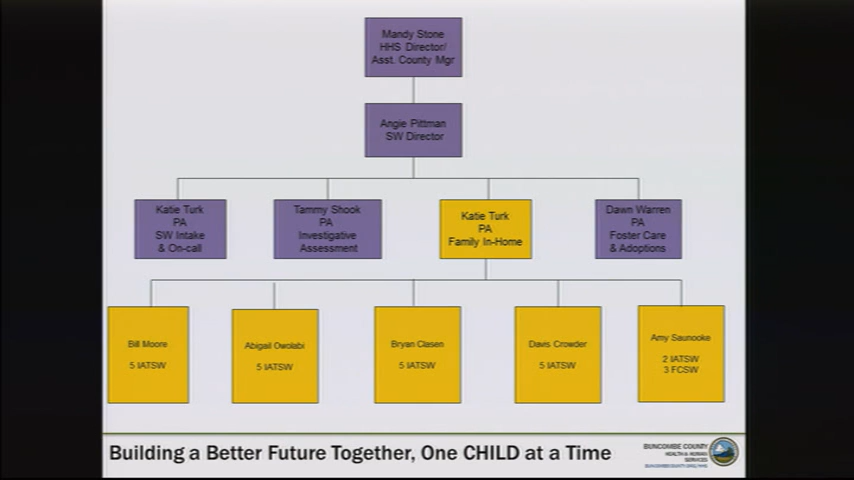 Mandy Stone
HHS Director/
Asst. County Mgr
Angie Pittman
SW Director
Katie Turk
PA
SW Intake
& On-call
Tammy Shook
PA
Investigative
Assessment
Katie Turk
PA
Family In-Home
Dawn Warren
PA
Foster Care
& Adoptions
Bill Moore
5 IATSW
Abigail Owolabi
5 IATSW
Bryan Clasen
5 IATSW
Davis Crowder
5 IATSW
Amy Saunooke
2 IATSW
3 FCSW
Building a Better Future Together, One CHILD at a Time
BUNCOMBE COUNTY
HEALTH & HUMAN
SERVICES